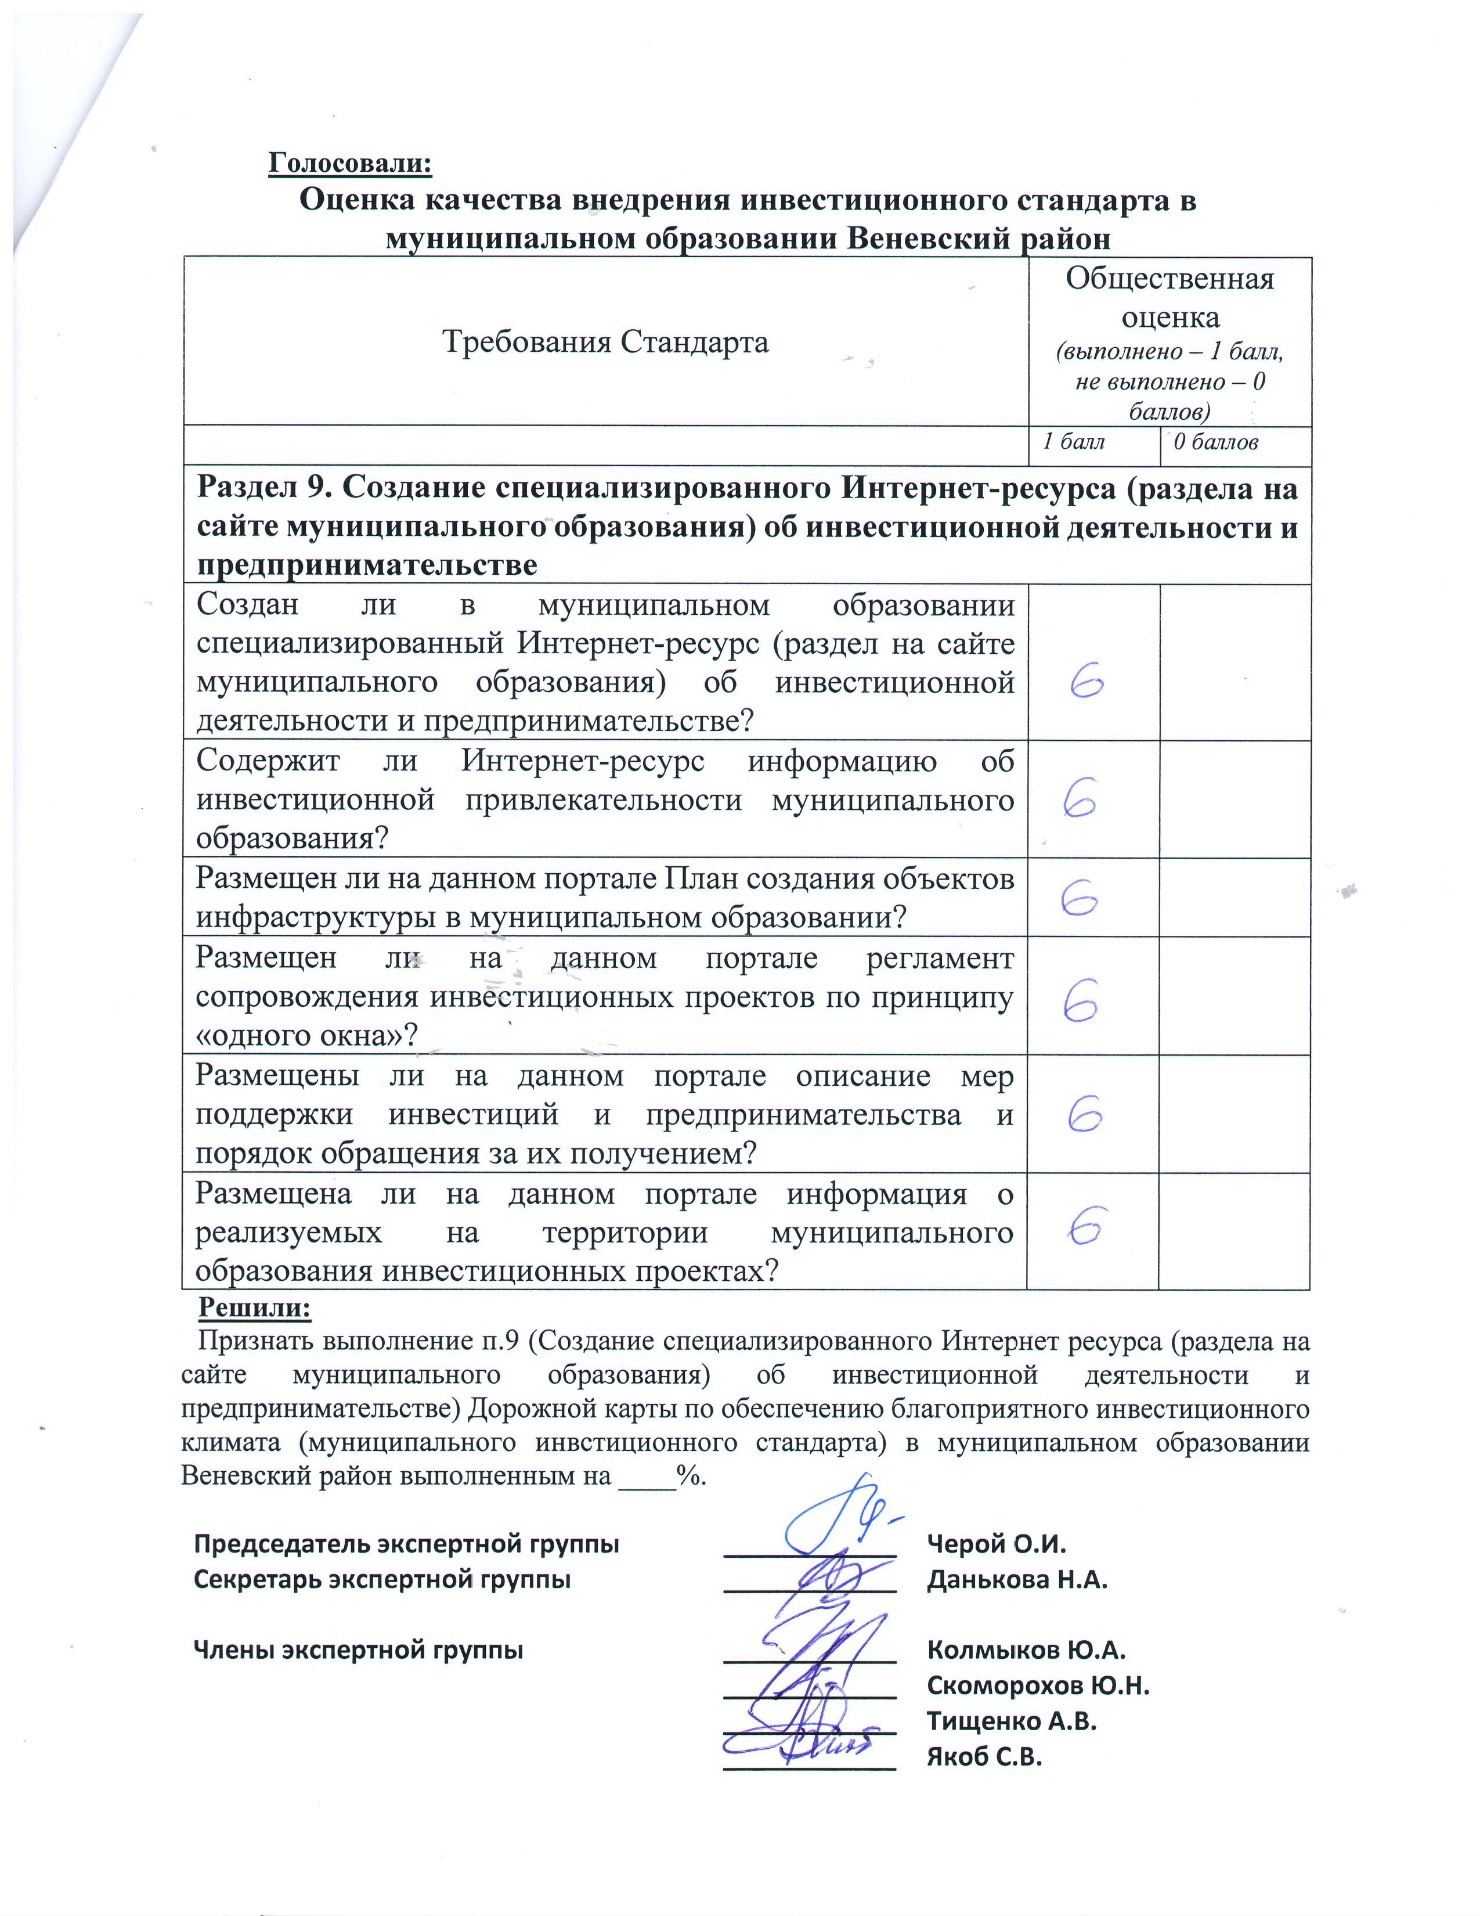 Голосовали:
Оценка качества внедрения инвестиционного стандарта в
муниципальном образовании Веневский район
Требования Стандарта
Общественная
оценка
(выполнено – 1 балл,
не выполнено – 0
баллов)
1 балл
0 баллов
Раздел 9. Создание специализированного Интернет-ресурса (раздела на
сайте муниципального образования) об инвестиционной деятельности и
предпринимательстве
Создан ли в муниципальном образовании
специализированный Интернет-ресурс (раздел на сайте
муниципального образования) об инвестиционной
деятельности и предпринимательстве?
6
Содержит ли Интернет-ресурс информацию об
инвестиционной привлекательности муниципального
образования?
6
Размещен ли на данном портале План создания объектов
инфраструктуры в муниципальном образовании?
6
Размещен ли на данном портале регламент
сопровождения инвестиционных проектов по принципу
«одного окна»?
6
Размещены ли на данном портале описание мер
поддержки инвестиций и предпринимательства и
порядок обращения за их получением?
6
Размещена ли на данном портале информация о
реализуемых на территории муниципального
образования инвестиционных проектах?
6
Решили:
Признать выполнение п.9 (Создание специализированного Интернет ресурса (раздела на
сайте муниципального образования) об инвестиционной деятельности и
предпринимательстве) Дорожной карты по обеспечению благоприятного инвестиционного
климата (муниципального инвстиционного стандарта) в муниципальном образовании
Веневский район выполненным на ____%.
Председатель экспертной группы ____________ Черой О.И.
Секретарь экспертной группы ____________ Данькова Н.А.
Члены экспертной группы ____________ Колмыков Ю.А.
____________ Скоморохов Ю.Н.
____________ Тищенко А.В.
____________ Якоб С.В.